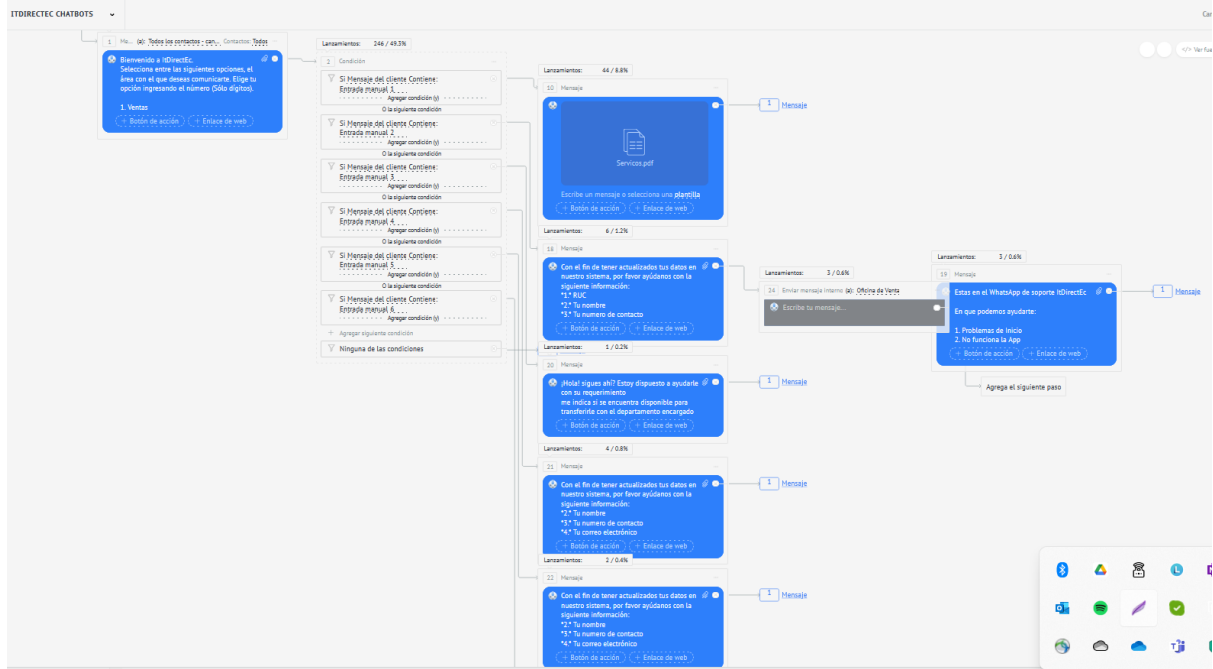 ITDIRECTEC CHATBOTS
Can
</> Ver fue
1 Me... (a): Todos los contactos - can... Contactos: Todos
Bienvenido a ItDirectEc.
Selecciona entre las siguientes opciones, el
área con el que deseas comunicarte. Elige tu
opción ingresando el número (Sólo dígitos).
1. Ventas
+ Botón de acción + Enlace de web
Lanzamientos: 246 / 49.3%
2 Condición
Si Mensaje del cliente Contiene:
Entrada manual 1
Agregar condición (y)
O la siguiente condición
Si Mensaje del cliente Contiene:
Entrada manual 2
Agregar condición (y)
O la siguiente condición
Si Mensaje del cliente Contiene:
Entrada manual 3
Agregar condición (y)
O la siguiente condición
Si Mensaje del cliente Contiene:
Entrada manual 4
Agregar condición (y)
O la siguiente condición
Si Mensaje del cliente Contiene:
Entrada manual 5
Agregar condición (y)
O la siguiente condición
Si Mensaje del cliente Contiene:
Entrada manual 6
Agregar condición (y)
+ Agregar siguiente condición
Ninguna de las condiciones
Lanzamientos: 44 / 8.8%
10 Mensaje
Servicos.pdf
Escribe un mensaje o selecciona una plantilla
+ Botón de acción + Enlace de web
1 Mensaje
Lanzamientos: 6 / 1.2%
16 Mensaje
Con el fin de tener actualizados tus datos en
nuestro sistema, por favor ayúdanos con la
siguiente información:
*1.* RUC
*2.* Tu nombre
*3.* Tu numero de contacto
+ Botón de acción + Enlace de web
Lanzamientos: 3 / 0.6%
24 Enviar mensaje interno (a): Oficina de Venta
Escribe tu mensaje...
Lanzamientos: 3 / 0.6%
19 Mensaje
Estas en el WhatsApp de soporte ItDirectEc
En que podemos ayudarte:
1. Problemas de Inicio
2. No funciona la App
+ Botón de acción + Enlace de web
1 Mensaje
Agrega el siguiente paso
Lanzamientos: 1 / 0.2%
20 Mensaje
¡Hola! sigues ahí? Estoy dispuesto a ayudarle
con su requerimiento
me indica si se encuentra disponible para
transferirle con el departamento encargado
+ Botón de acción + Enlace de web
1 Mensaje
Lanzamientos: 4 / 0.8%
21 Mensaje
Con el fin de tener actualizados tus datos en
nuestro sistema, por favor ayúdanos con la
siguiente información:
*2.* Tu nombre
*3.* Tu numero de contacto
*4.* Tu correo electrónico
+ Botón de acción + Enlace de web
1 Mensaje
Lanzamientos: 2 / 0.4%
22 Mensaje
Con el fin de tener actualizados tus datos en
nuestro sistema, por favor ayúdanos con la
siguiente información:
*2.* Tu nombre
*3.* Tu numero de contacto
*4.* Tu correo electrónico
+ Botón de acción + Enlace de web
1 Mensaje